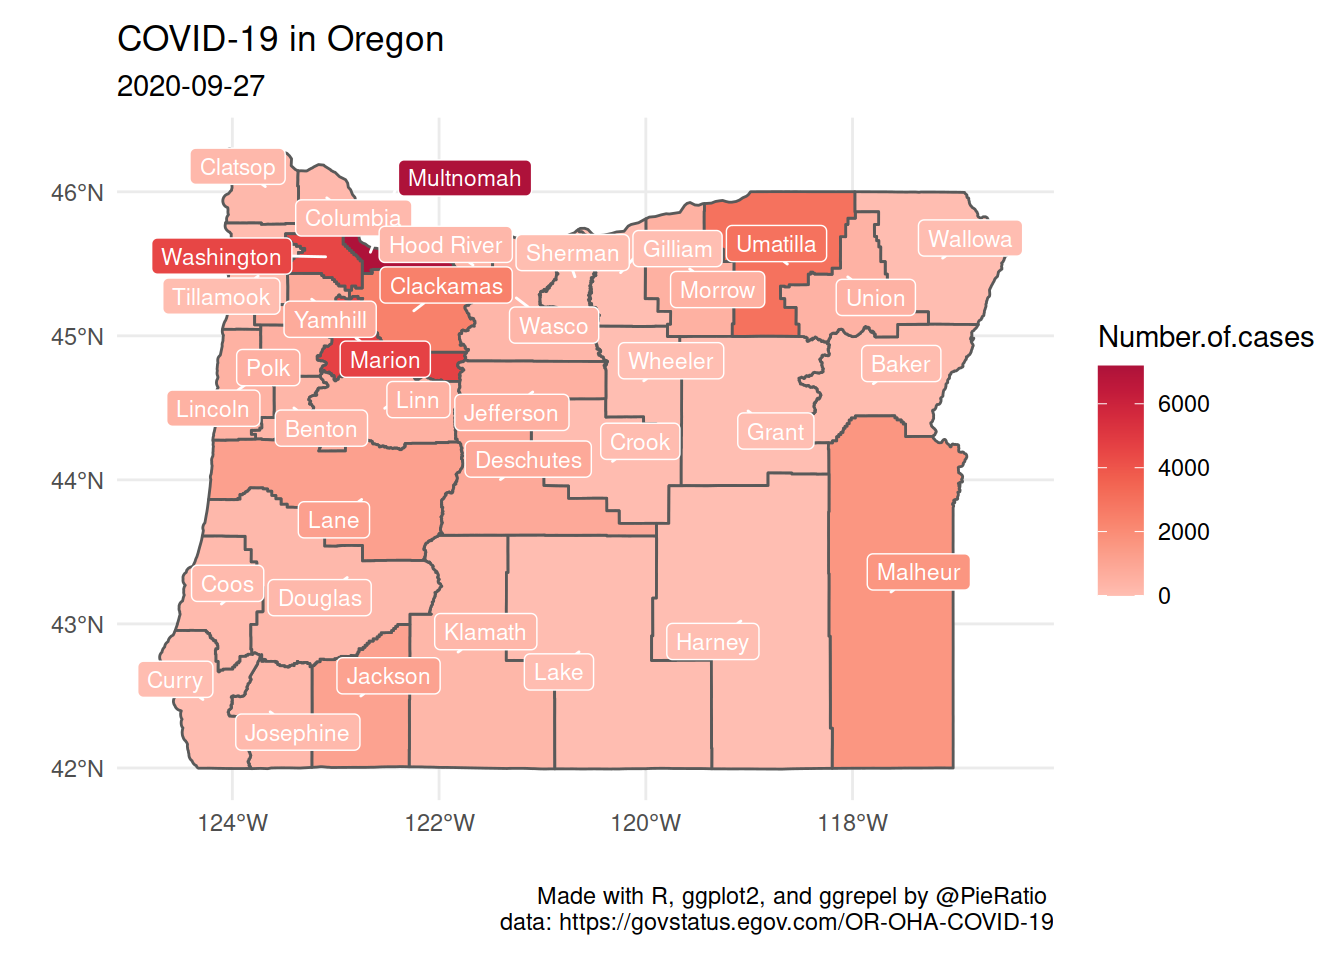 COVID-19 in Oregon
2020-09-27
46°N
45°N
44°N
43°N
42°N
124°W
122°W
120°W
118°W
Clatsop
Multnomah
Columbia
Washington
Hood River
Sherman
Gilliam
Umatilla
Wallowa
Tillamook
Clackamas
Morrow
Union
Yamhill
Wasco
Polk
Marion
Wheeler
Baker
Lincoln
Linn
Jefferson
Benton
Crook
Grant
Deschutes
Lane
Coos
Douglas
Malheur
Klamath
Harney
Curry
Jackson
Lake
Josephine
Number.of.cases
6000
4000
2000
0
Made with R, ggplot2, and ggrepel by @PieRatio
data: https://govstatus.egov.com/OR-OHA-COVID-19